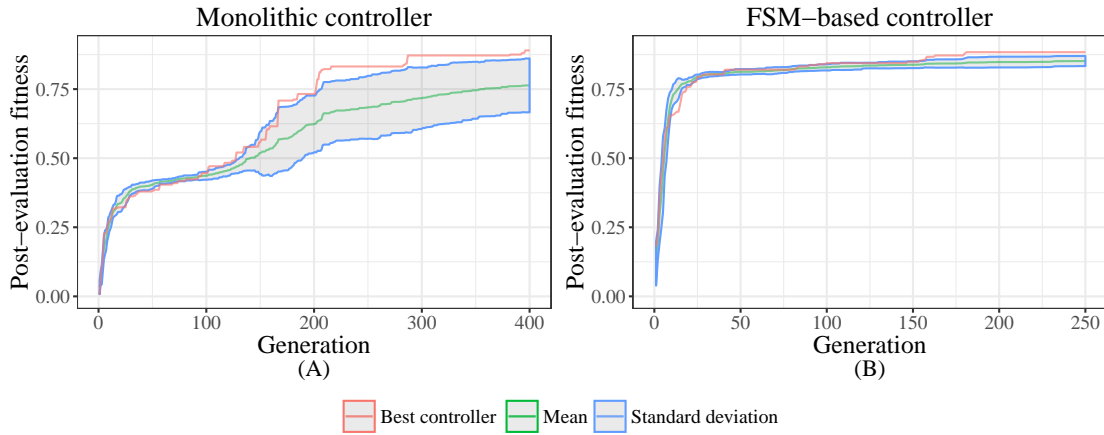 Monolithic controller
FSM−based controller
Post−evaluation fitness
0.75
0.50
0.25
0.00
0
100
200
300
400
Generation
(A)
Post−evaluation fitness
0.75
0.50
0.25
0.00
0
50
100
150
200
250
Generation
(B)
Best controller
Mean
Standard deviation